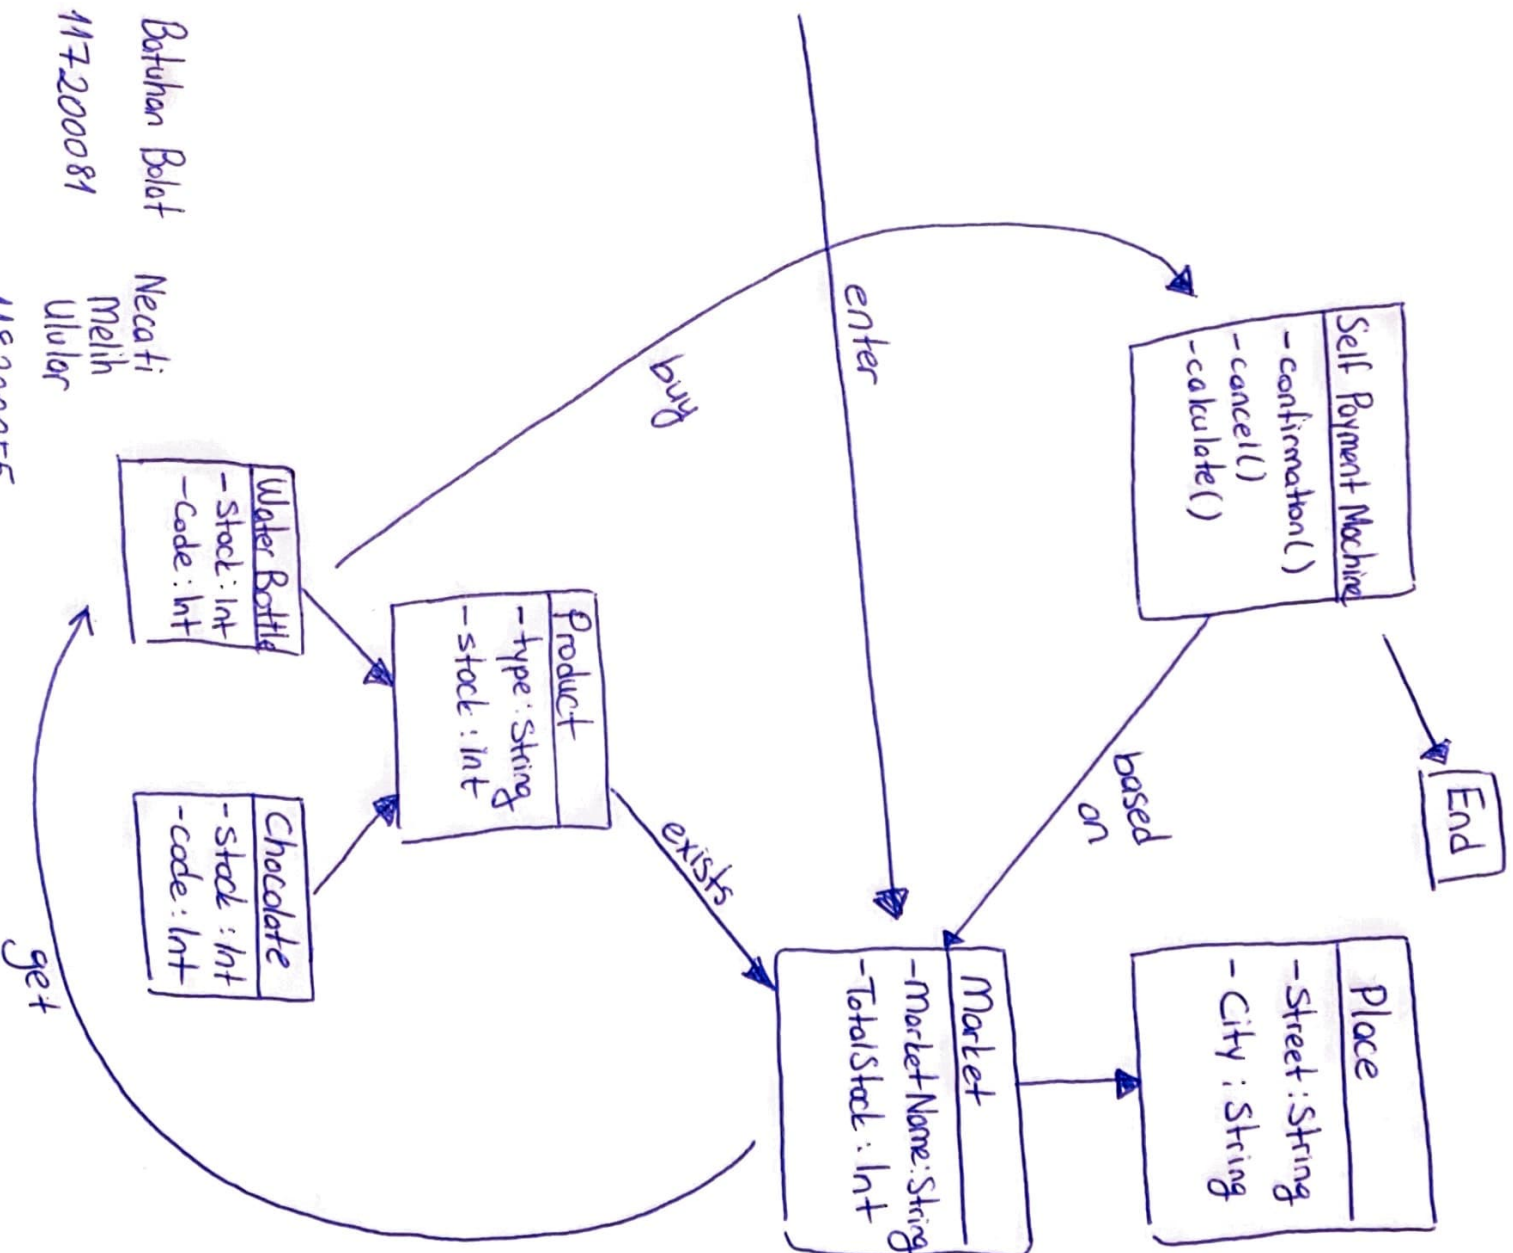 Place
-Street:String
-City:String
End
Self Payment Machine
-confirmation()
-cancel()
-calculate()
based
on
Market
-MarketName:String
-TotalStock:Int
enter
exists
buy
Product
-type:String
-stock:int
Water Bottle
-Stock:Int
-Code:Int
Chocolate
-stock:Int
-code:Int
get
Batuhan Bolat
117200081
Necati
Melih
Ulular